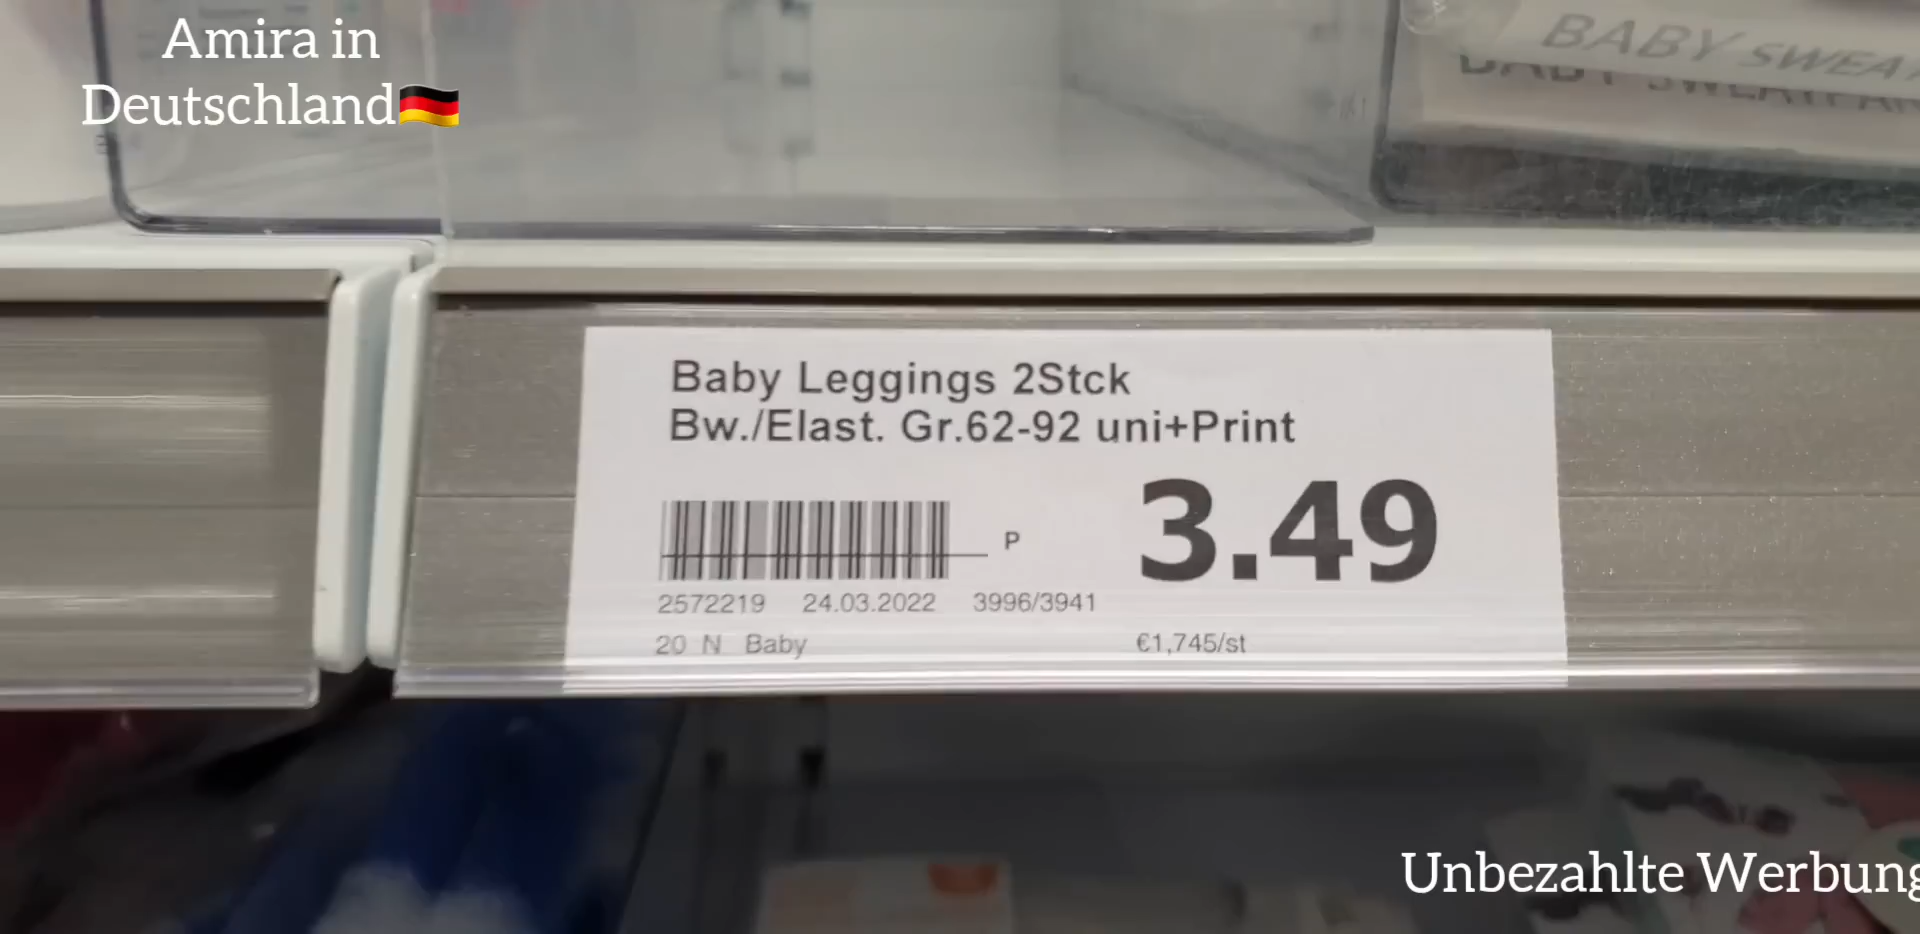 Amira in
Deutschland🇩🇪
BABY SWEA
Baby Leggings 2Stck
Bw./Elast. Gr.62-92 uni+Print
P
3.49
2572219 24.03.2022 3996/3941
20 N Baby €1,745/st
Unbezahlte Werbung